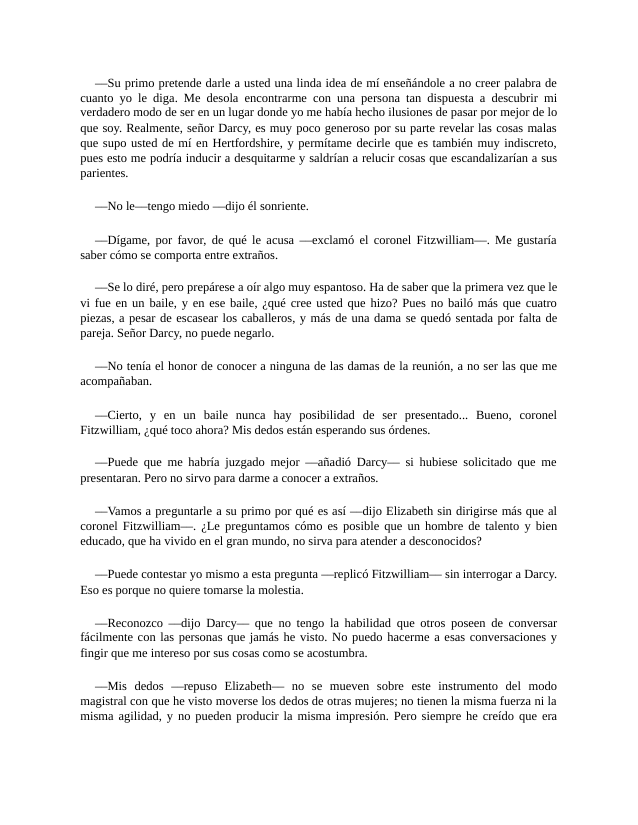 —Su primo pretende darle a usted una linda idea de mí enseñándole a no creer palabra de
cuanto yo le diga. Me desola encontrarme con una persona tan dispuesta a descubrir mi
verdadero modo de ser en un lugar donde yo me había hecho ilusiones de pasar por mejor de lo
que soy. Realmente, señor Darcy, es muy poco generoso por su parte revelar las cosas malas
que supo usted de mí en Hertfordshire, y permítame decirle que es también muy indiscreto,
pues esto me podría inducir a desquitarme y saldrían a relucir cosas que escandalizarían a sus
parientes.
—No le—tengo miedo —dijo él sonriente.
—Dígame, por favor, de qué le acusa —exclamó el coronel Fitzwilliam—. Me gustaría
saber cómo se comporta entre extraños.
—Se lo diré, pero prepárese a oír algo muy espantoso. Ha de saber que la primera vez que le
vi fue en un baile, y en ese baile, ¿qué cree usted que hizo? Pues no bailó más que cuatro
piezas, a pesar de escasear los caballeros, y más de una dama se quedó sentada por falta de
pareja. Señor Darcy, no puede negarlo.
—No tenía el honor de conocer a ninguna de las damas de la reunión, a no ser las que me
acompañaban.
—Cierto, y en un baile nunca hay posibilidad de ser presentado... Bueno, coronel
Fitzwilliam, ¿qué toco ahora? Mis dedos están esperando sus órdenes.
—Puede que me habría juzgado mejor —añadió Darcy— si hubiese solicitado que me
presentaran. Pero no sirvo para darme a conocer a extraños.
—Vamos a preguntarle a su primo por qué es así —dijo Elizabeth sin dirigirse más que al
coronel Fitzwilliam—. ¿Le preguntamos cómo es posible que un hombre de talento y bien
educado, que ha vivido en el gran mundo, no sirva para atender a desconocidos?
—Puede contestar yo mismo a esta pregunta —replicó Fitzwilliam— sin interrogar a Darcy.
Eso es porque no quiere tomarse la molestia.
—Reconozco —dijo Darcy— que no tengo la habilidad que otros poseen de conversar
fácilmente con las personas que jamás he visto. No puedo hacerme a esas conversaciones y
fingir que me intereso por sus cosas como se acostumbra.
—Mis dedos —repuso Elizabeth— no se mueven sobre este instrumento del modo
magistral con que he visto moverse los dedos de otras mujeres; no tienen la misma fuerza ni la
misma agilidad, y no pueden producir la misma impresión. Pero siempre he creído que era